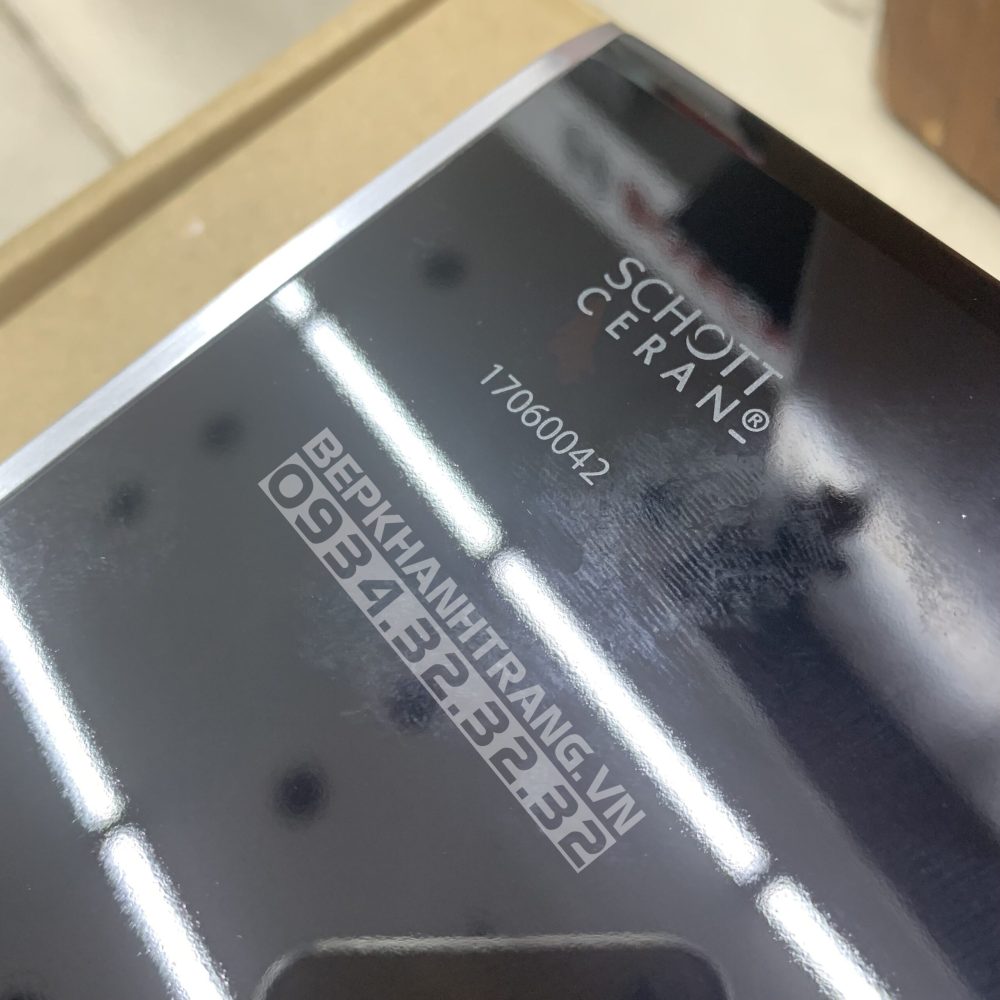 SCHOTT
CERAN®
17060042
BEPKHANHTRANG.VN
0934.32.32.32